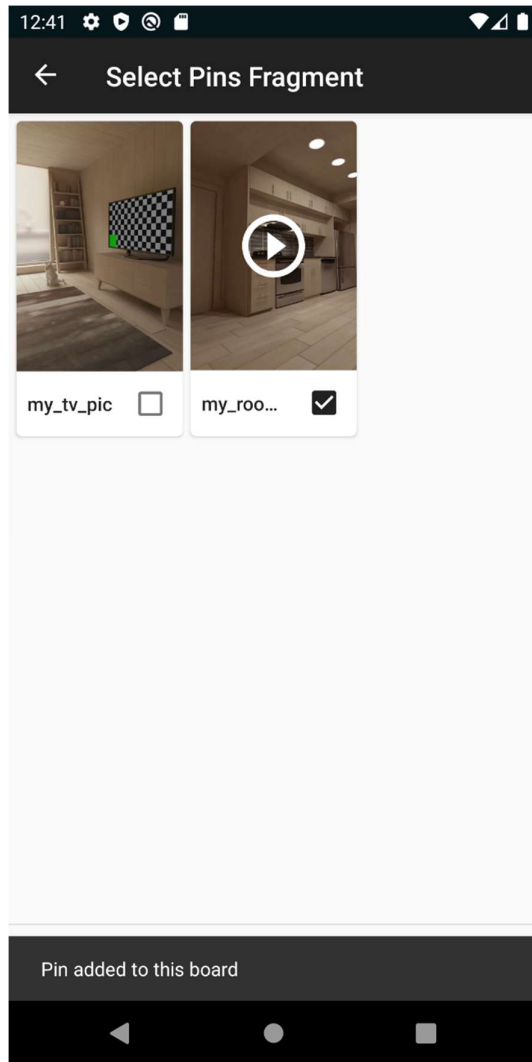 12:41
Select Pins Fragment
my_tv_pic
my_roo...
Pin added to this board